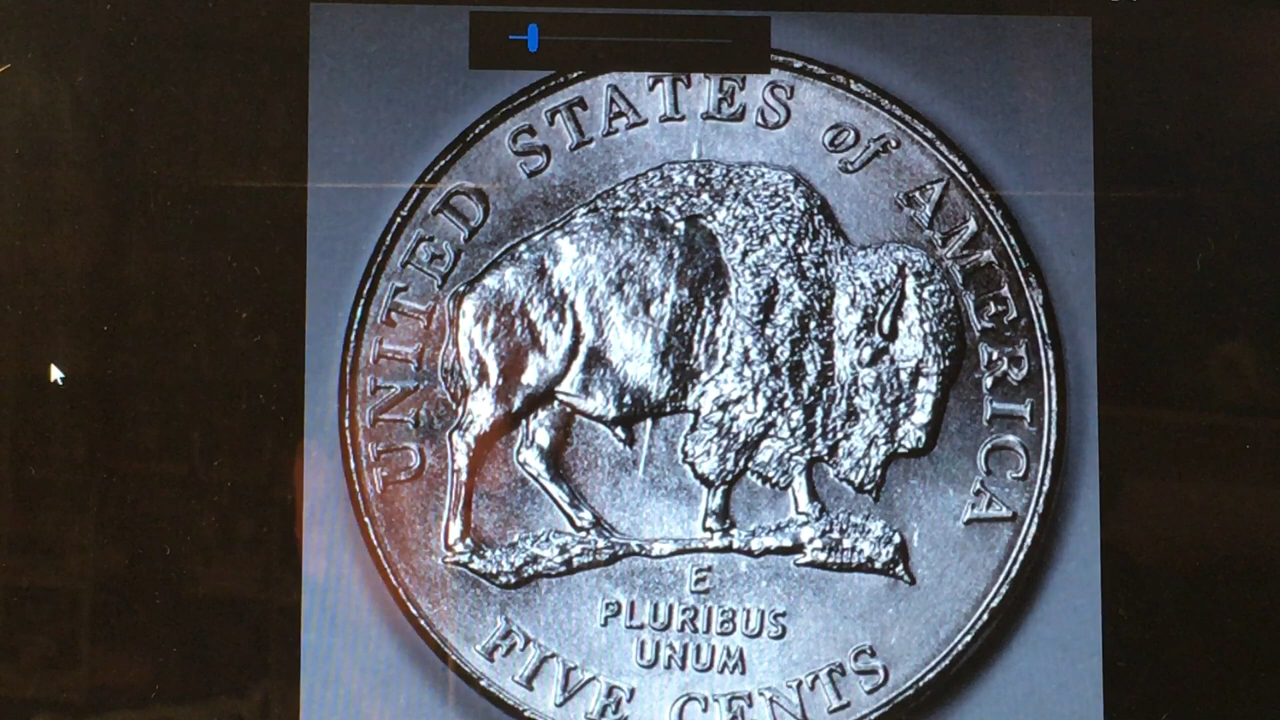 UNITED STATES of AMERICA
E
PLURIBUS
UNUM
FIVE CENTS